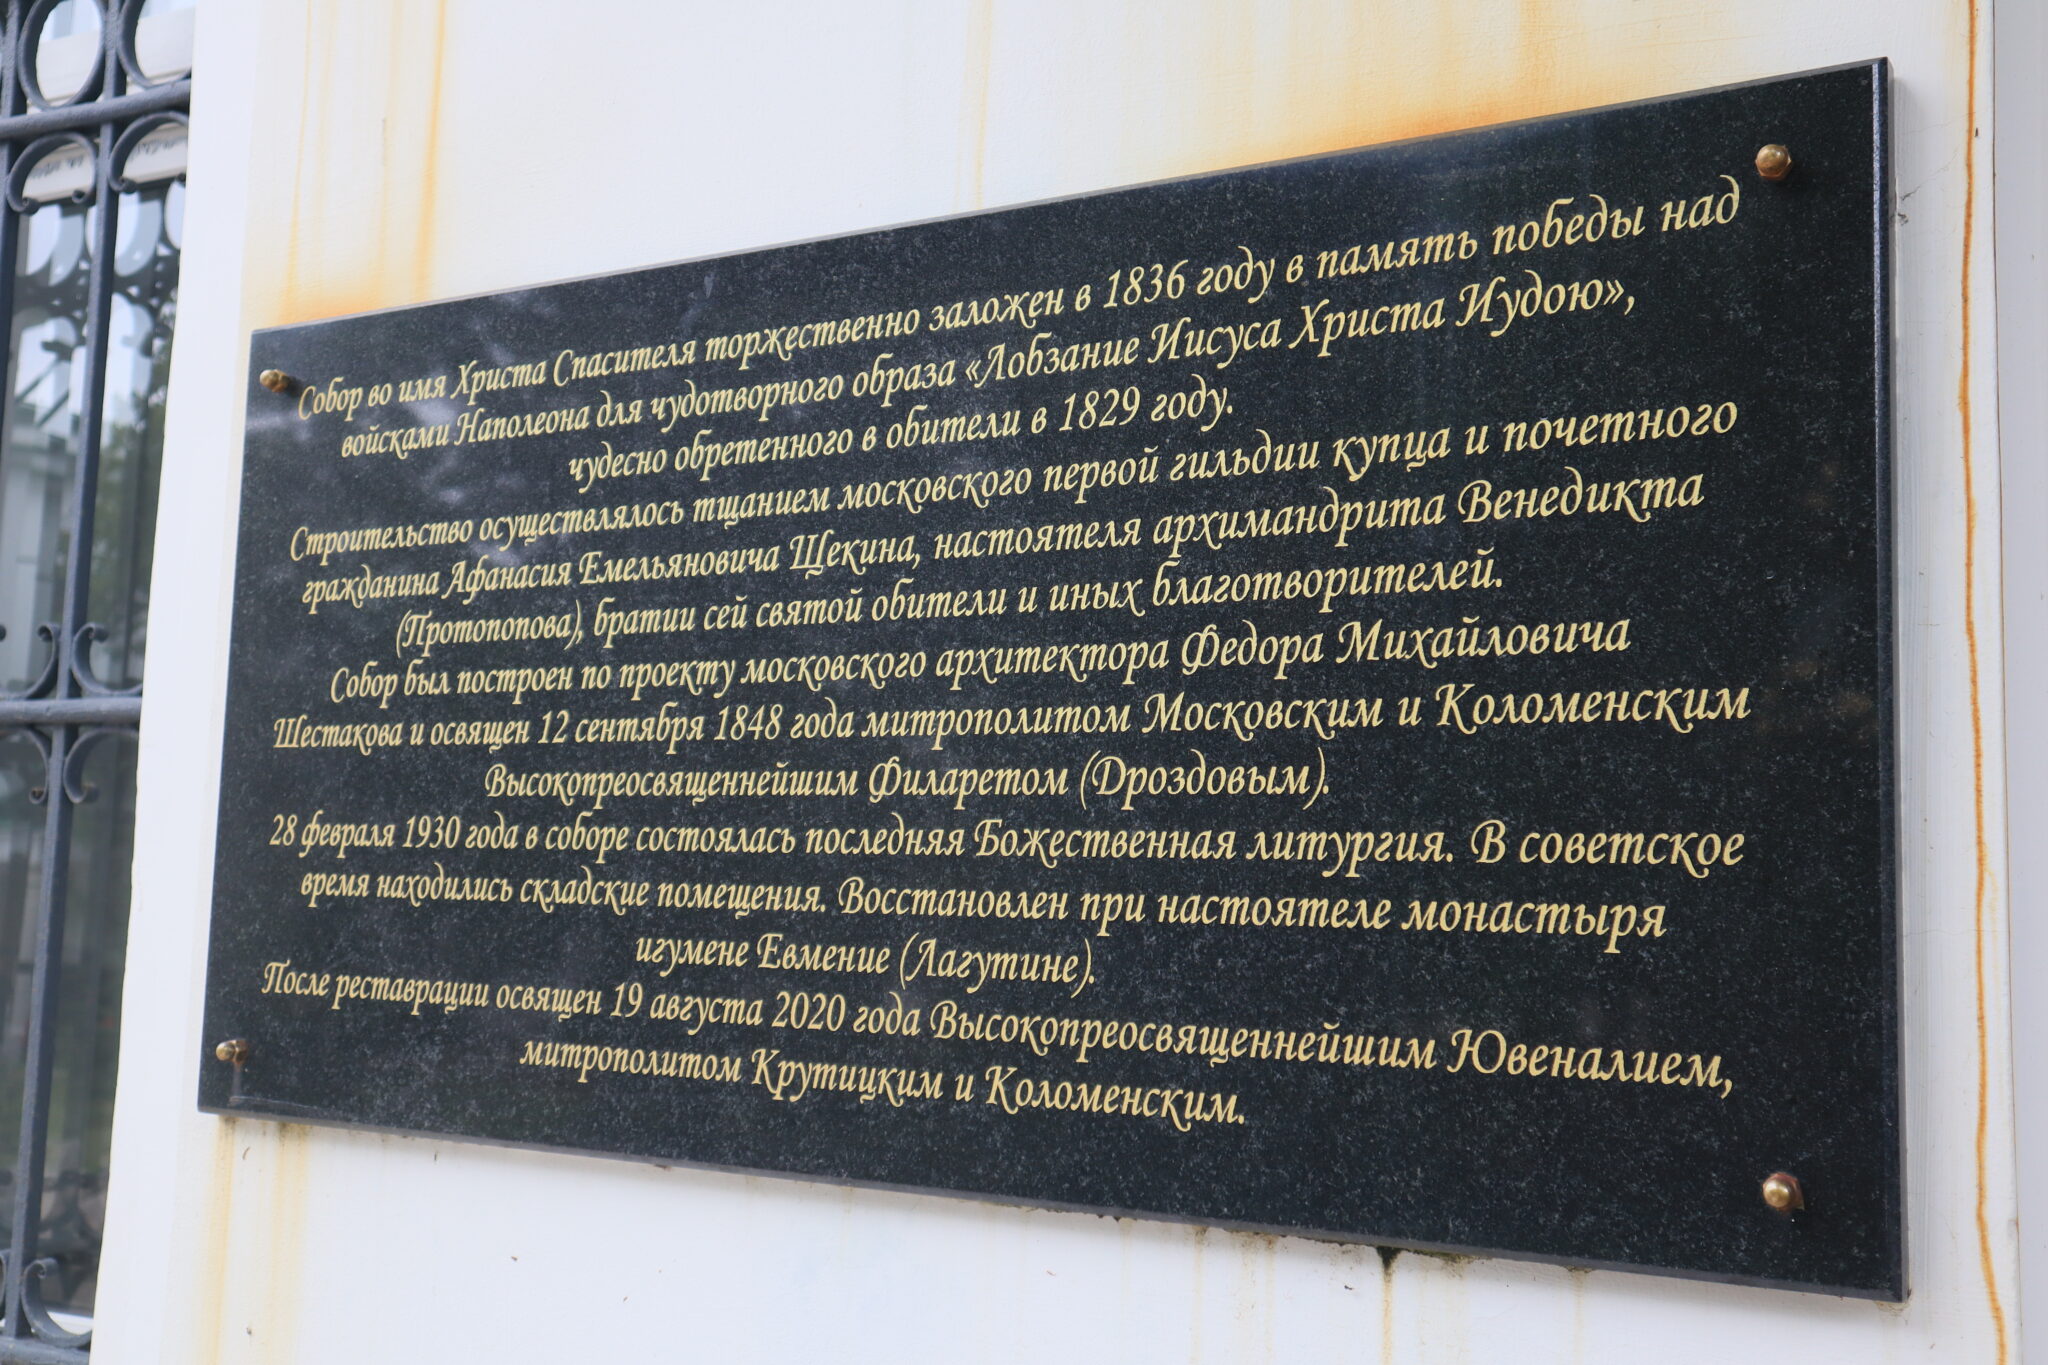 Собор во имя Христа Спасителя торжественно заложен в 1836 году в память победы над
войсками Наполеона для чудотворного образа «Лобзание Иисуса Христа Иудою»,
чудесно обретенного в обители в 1829 году.
Строительство осуществлялось тщанием московского первой гильдии купца и почетного
гражданина Афанасия Емельяновича Щекина, настоятеля архимандрита Венедикта
(Протопопова), братии сей святой обители и иных благотворителей.
Собор был построен по проекту московского архитектора Федора Михайловича
Шестакова и освящен 12 сентября 1848 года митрополитом Московским и Коломенским
Высокопреосвященнейшим Филаретом (Дроздовым).
28 февраля 1930 года в соборе состоялась последняя Божественная литургия. В советское
время находились складские помещения. Восстановлен при настоятеле монастыря
игумене Евмение (Лагутине).
После реставрации освящен 19 августа 2020 года Высокопреосвященнейшим Ювеналием,
митрополитом Крутицким и Коломенским.